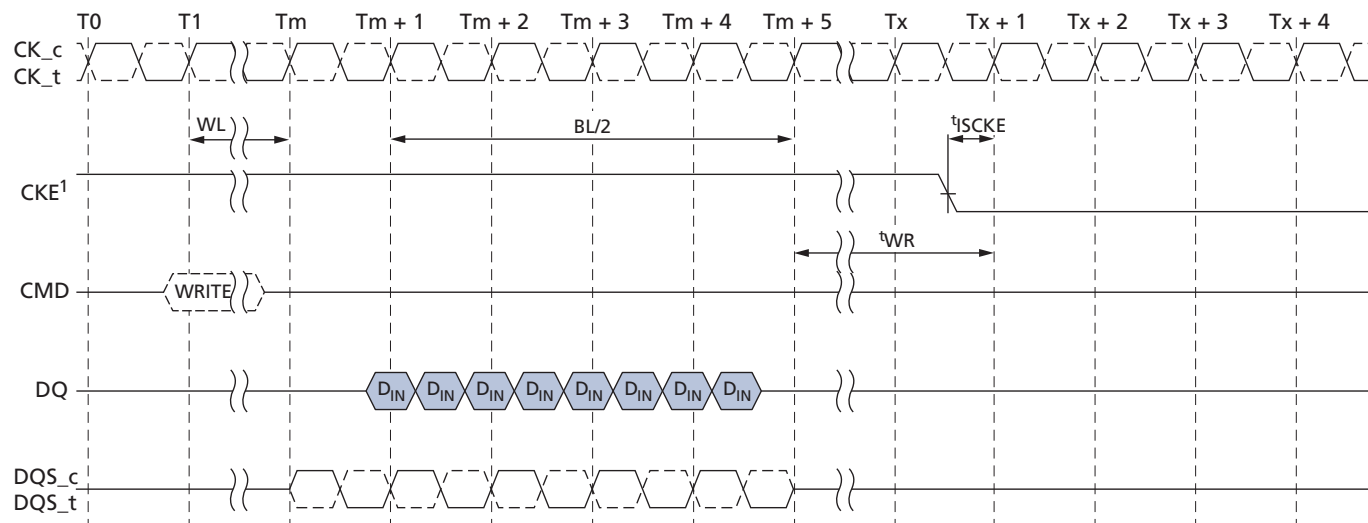 T0 T1 Tm Tm + 1 Tm + 2 Tm + 3 Tm + 4 Tm + 5 Tx Tx + 1 Tx + 2 Tx + 3 Tx + 4
CK_c
CK_t
WL BL/2 tISCKE
CKE1
tWR
CMD WRITE
DQ DIN DIN DIN DIN DIN DIN DIN DIN
DQS_c
DQS_t